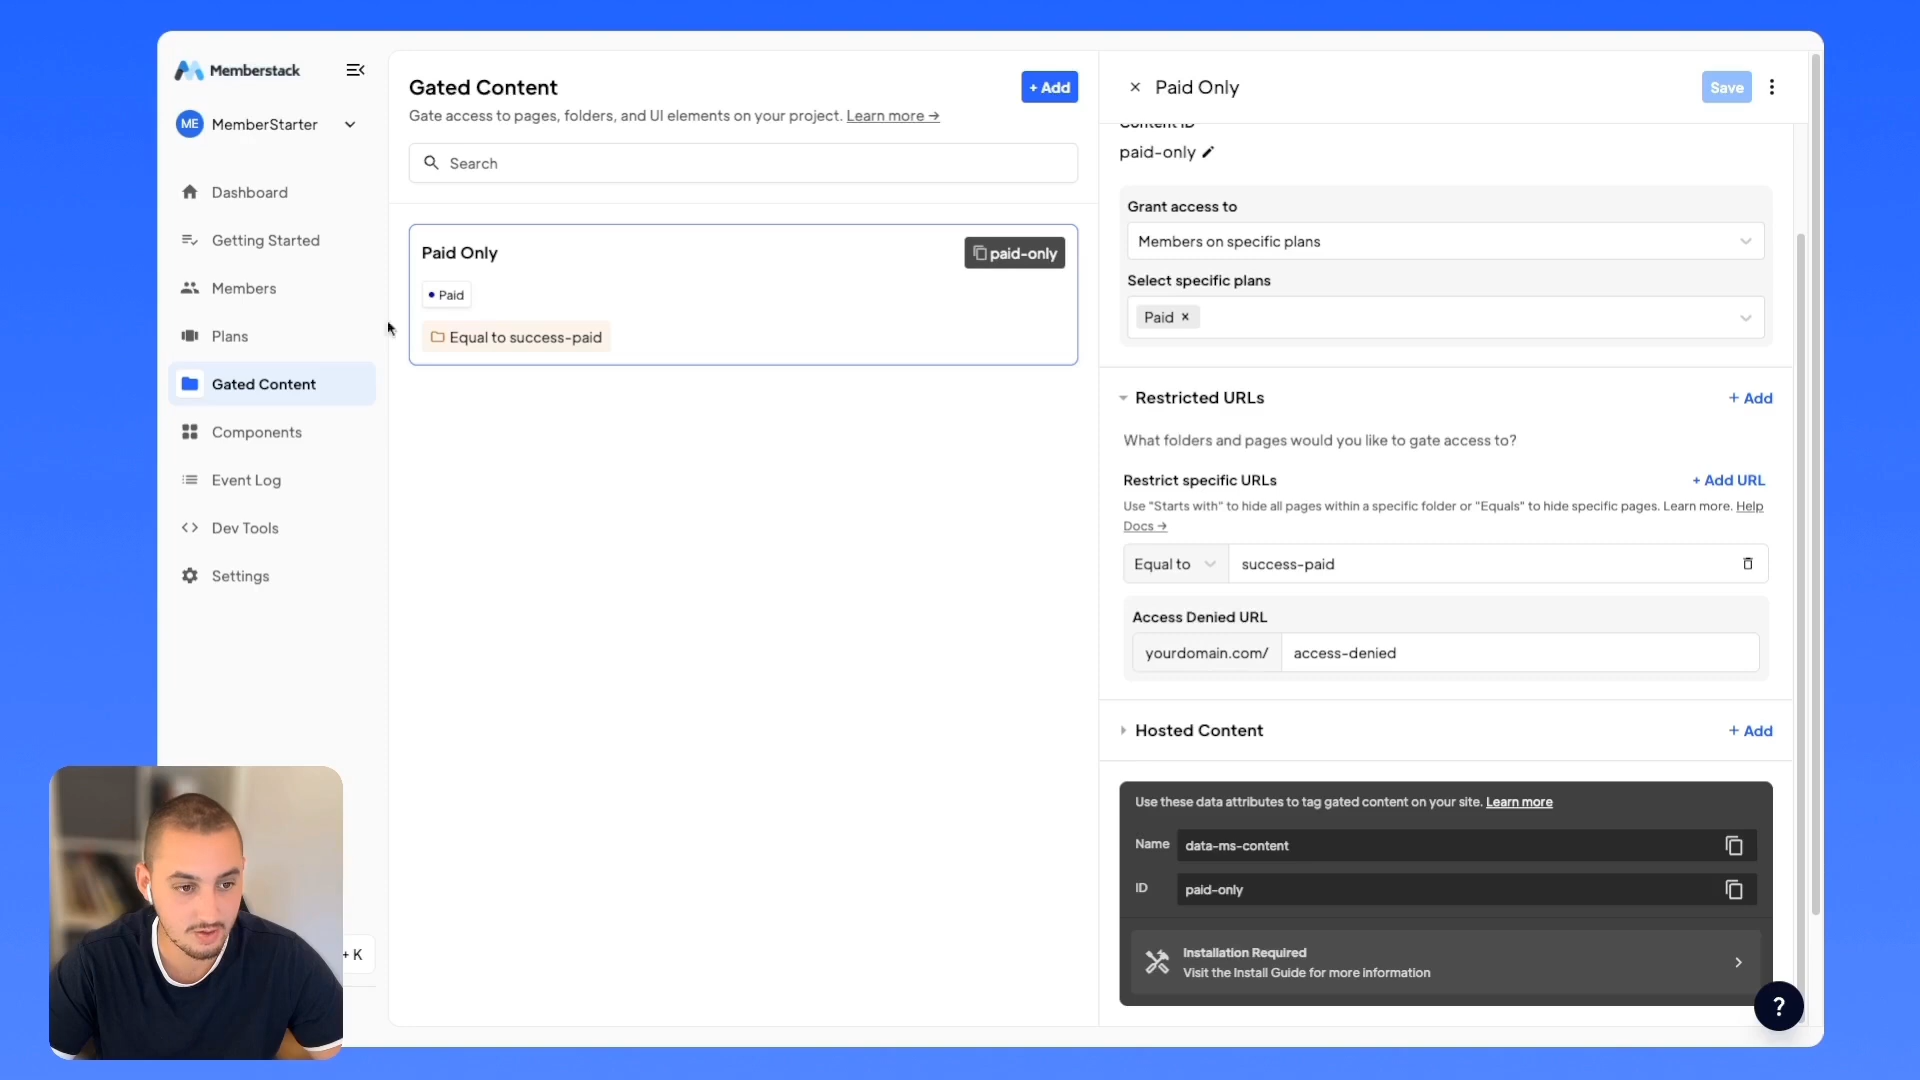 Memberstack
ME MemberStarter
Dashboard
Getting Started
Members
Plans
Gated Content
Components
Event Log
Dev Tools
Settings
+ K
Gated Content
+ Add
Gate access to pages, folders, and UI elements on your project. Learn more →
Search
Paid Only
paid-only
• Paid
Equal to success-paid
× Paid Only
Save
Content ID
paid-only
Grant access to
Members on specific plans
Select specific plans
Paid ×
Restricted URLs
+ Add
What folders and pages would you like to gate access to?
Restrict specific URLs
+ Add URL
Use "Starts with" to hide all pages within a specific folder or "Equals" to hide specific pages. Learn more. Help
Docs →
Equal to
success-paid
Access Denied URL
yourdomain.com/
access-denied
Hosted Content
+ Add
Use these data attributes to tag gated content on your site. Learn more
Name
data-ms-content
ID
paid-only
Installation Required
Visit the Install Guide for more information
?